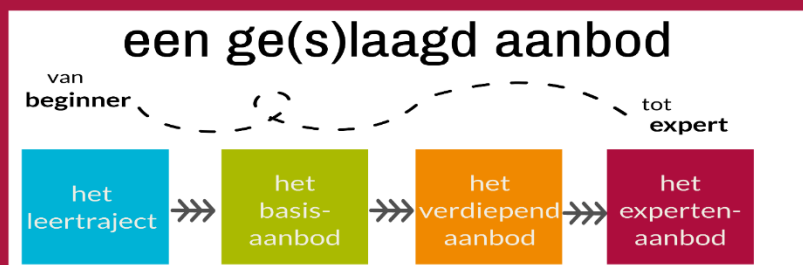 een ge(s)laagd aanbod
van
beginner
tot
expert
het
leertraject
het
basis-
aanbod
het
verdiepend
aanbod
het
experten-
aanbod